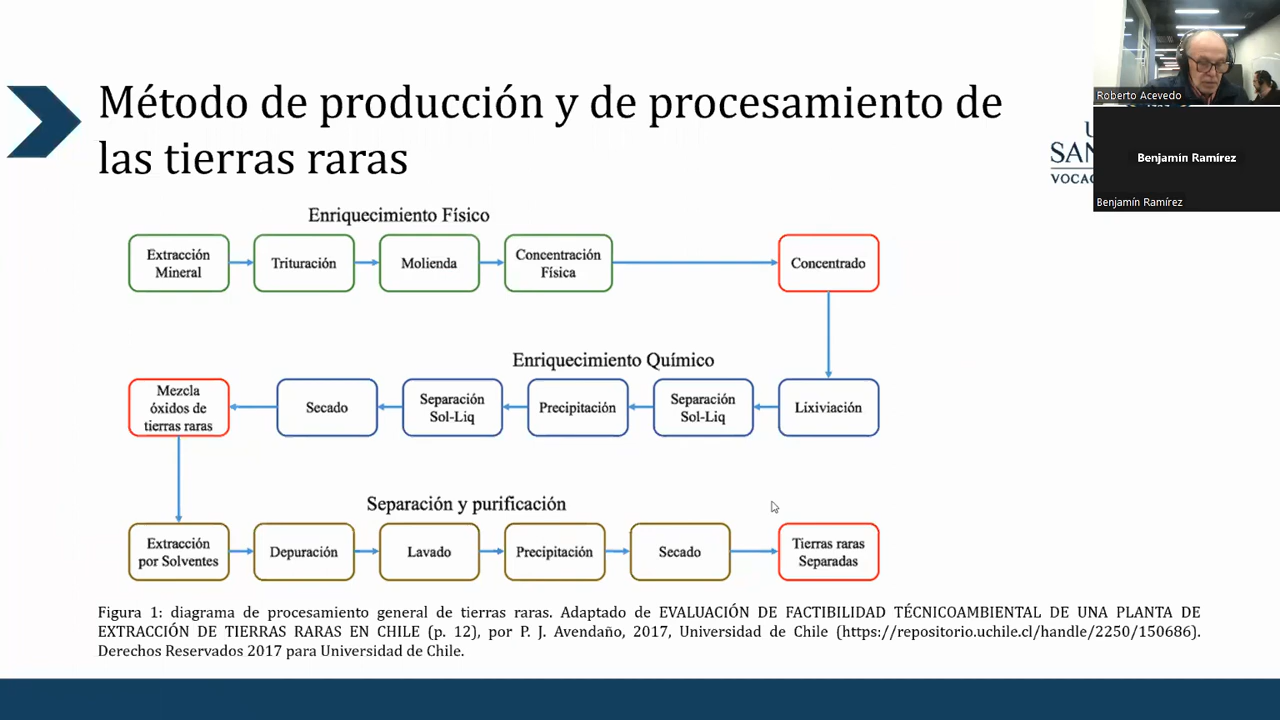 Método de producción y de procesamiento de
las tierras raras
Roberto Acevedo
Benjamín Ramírez
Benjamín Ramírez
Enriquecimiento Físico
Extracción
Mineral
Trituración
Molienda
Concentración
Física
Concentrado
Enriquecimiento Químico
Mezcla
óxidos de
tierras raras
Secado
Separación
Sol-Liq
Precipitación
Separación
Sol-Liq
Lixiviación
Separación y purificación
Extracción
por Solventes
Depuración
Lavado
Precipitación
Secado
Tierras raras
Separadas
Figura 1: diagrama de procesamiento general de tierras raras. Adaptado de EVALUACIÓN DE FACTIBILIDAD TÉCNICOAMBIENTAL DE UNA PLANTA DE
EXTRACCIÓN DE TIERRAS RARAS EN CHILE (p. 12), por P. J. Avendaño, 2017, Universidad de Chile (https://repositorio.uchile.cl/handle/2250/150686).
Derechos Reservados 2017 para Universidad de Chile.